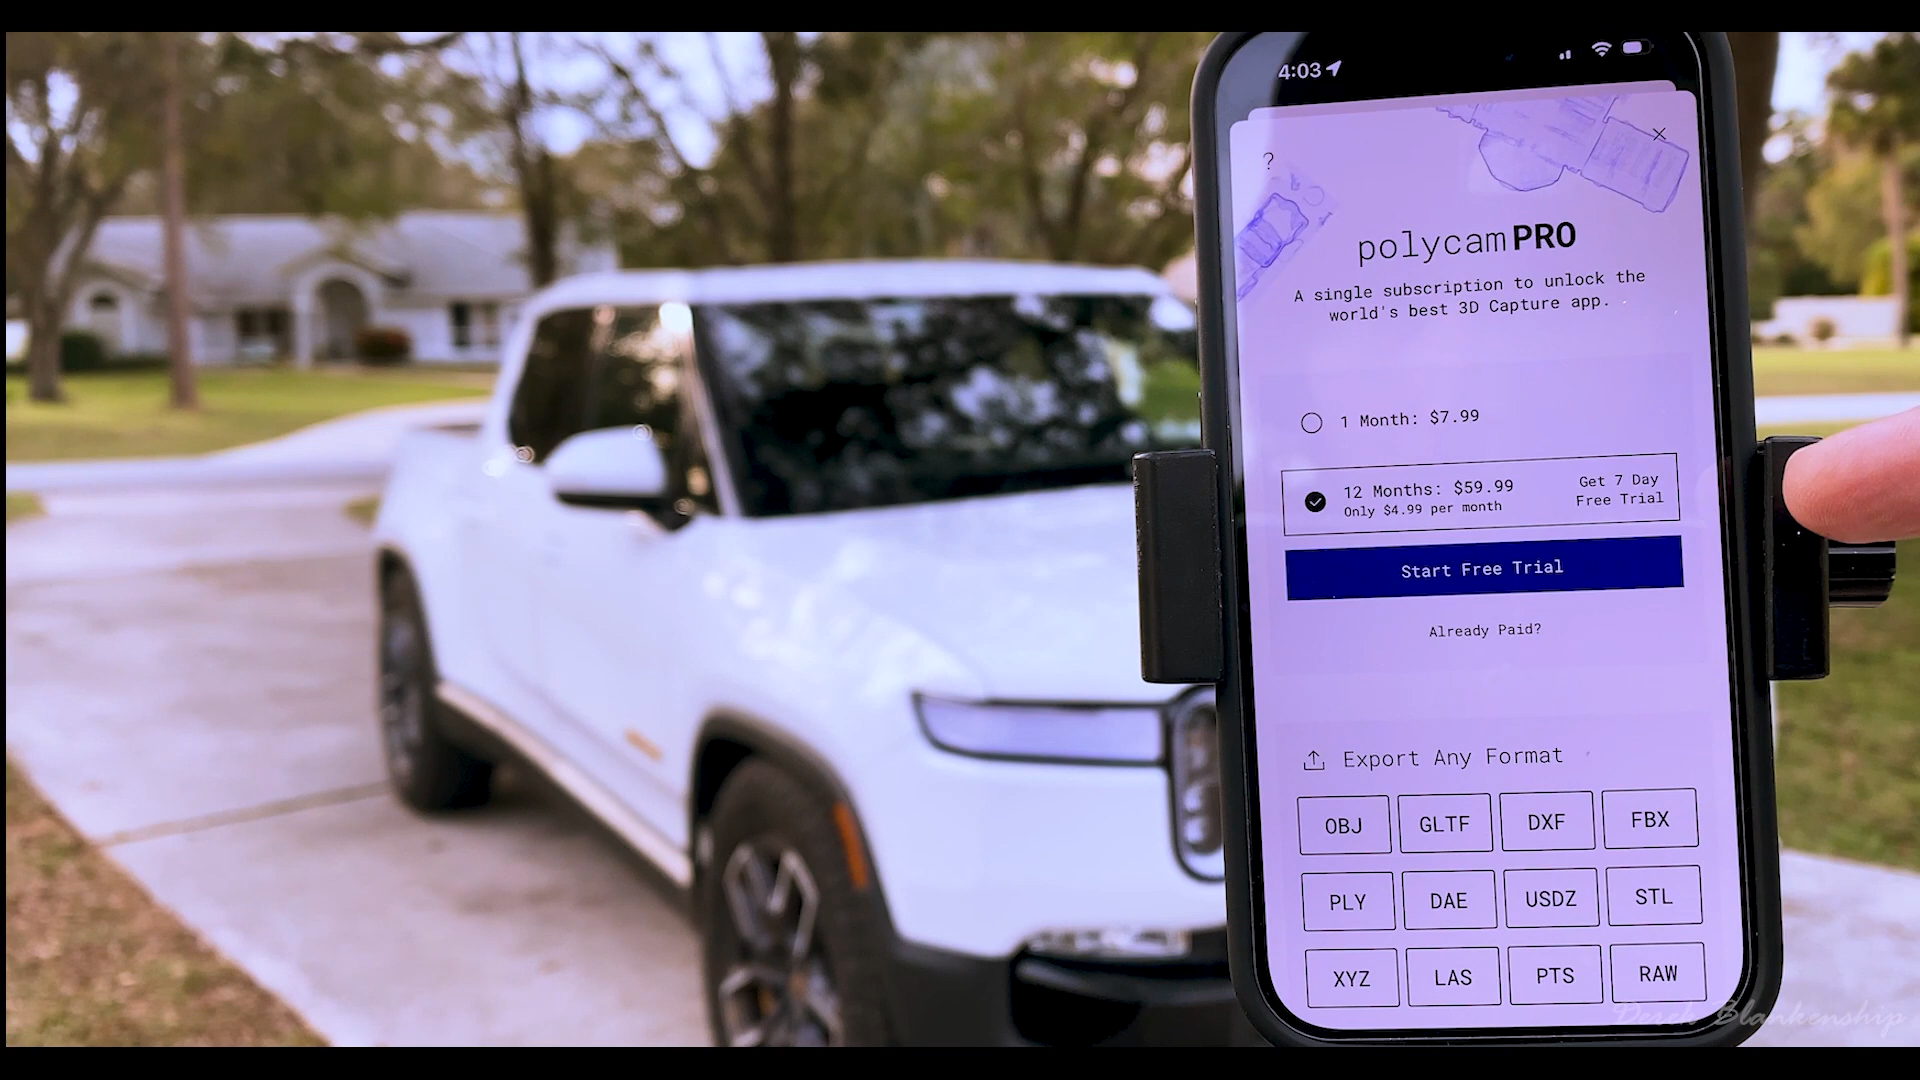 4:03
?
polycam PRO
A single subscription to unlock the
world's best 3D Capture app.
1 Month: $7.99
12 Months: $59.99
Only $4.99 per month
Get 7 Day
Free Trial
Start Free Trial
Already Paid?
Export Any Format
OBJ GLTF DXF FBX
PLY DAE USDZ STL
XYZ LAS PTS RAW
Derek Blankenship